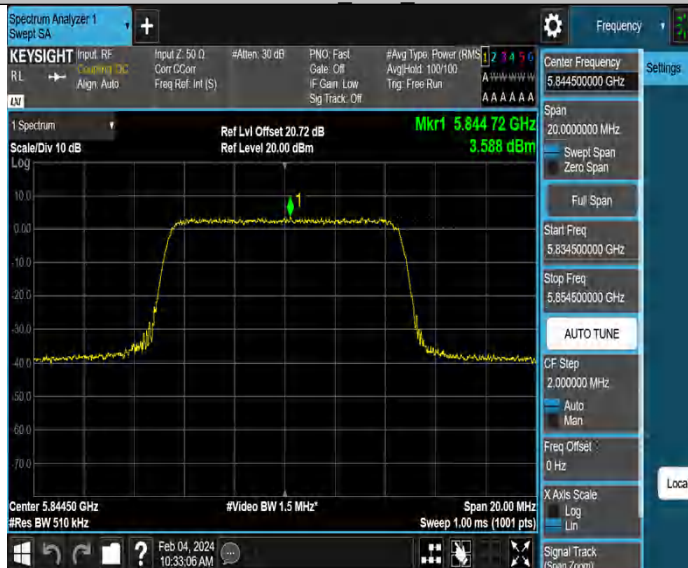 Spectrum Analyzer 1
Swept SA
+
Frequency
KEYSIGHT
RL
LXI
Input: RF
Coupling: DC
Align: Auto
Input Z: 50 Ω
Corr CCorr
Freq Ref: Int (S)
#Atten: 30 dB
PNO: Fast
Gate: Off
IF Gain: Low
Sig Track: Off
#Avg Type: Power (RMS
Avg|Hold: 100/100
Trig: Free Run
1 2 3 4 5 6
A W W W W W
A A A A A A
1 Spectrum
Scale/Div 10 dB
Ref Lvl Offset 20.72 dB
Ref Level 20.00 dBm
Mkr1 5.844 72 GHz
3.588 dBm
Log
10.0
0.00
-10.0
-20.0
-30.0
-40.0
-50.0
-60.0
-70.0
1
Center 5.84450 GHz
#Res BW 510 kHz
#Video BW 1.5 MHz*
Span 20.00 MHz
Sweep 1.00 ms (1001 pts)
Feb 04, 2024
10:33:06 AM
?
Center Frequency
5.844500000 GHz
Settings
Span
20.0000000 MHz
Swept Span
Zero Span
Full Span
Start Freq
5.834500000 GHz
Stop Freq
5.854500000 GHz
AUTO TUNE
CF Step
2.000000 MHz
Auto
Man
Freq Offset
0 Hz
X Axis Scale
Log
Lin
Loca
Signal Track
(Span Zoom)